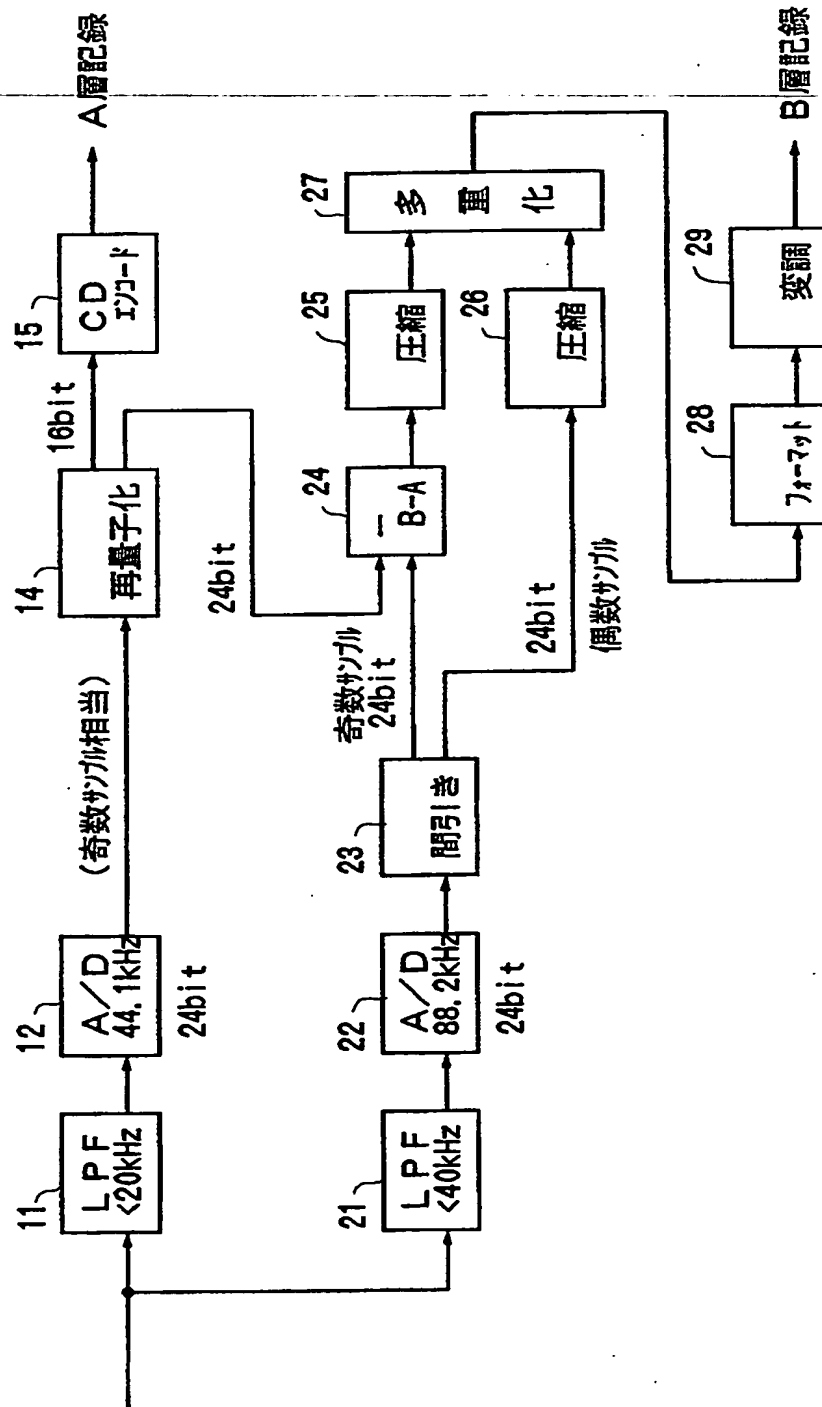 11
LPF
<20kHz
12
A/D
44.1kHz
24bit
(奇数サンプル相当)
14
再量子化
16bit
15
CD
エンコード
A層記録
24bit
21
LPF
<40kHz
22
A/D
88.2kHz
24bit
23
間引き
奇数サンプル
24bit
24bit
偶数サンプル
24
−
B-A
25
圧縮
26
圧縮
27
多重化
28
フォーマット
29
変調
B層記録